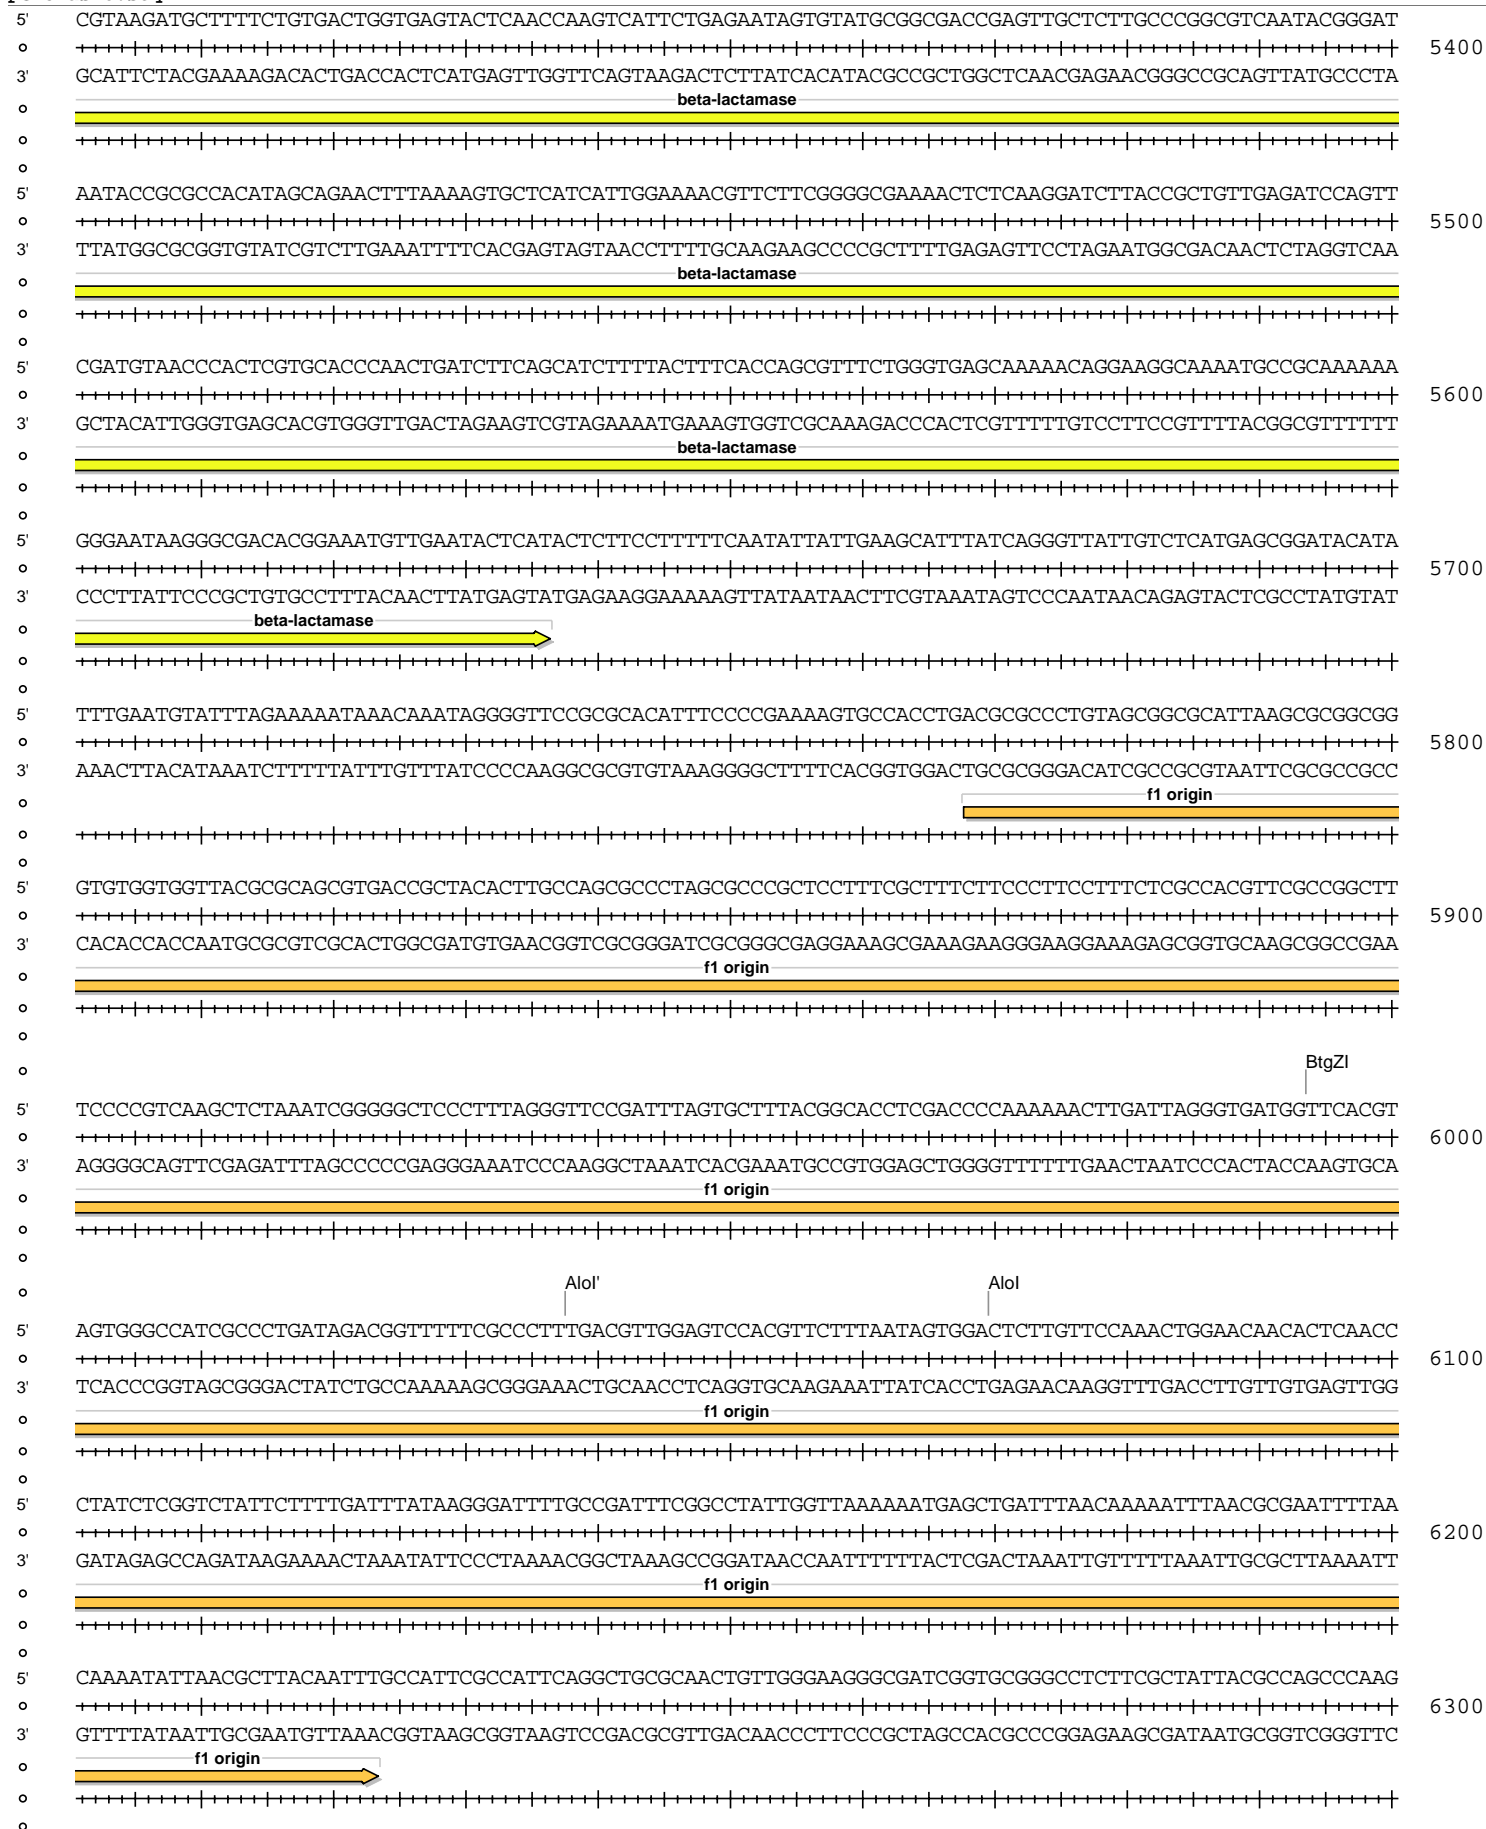 5' CGTAAGATGCTTTTCTGTGACTGGTGAGTACTCAACCAAGTCATTCTGAGAATAGTGTATGCGGCGACCGAGTTGCTCTTGCCCGGCGTCAATACGGGAT
5400
3' GCATTCTACGAAAAGACACTGACCACTCATGAGTTGGTTCAGTAAGACTCTTATCACATACGCCGCTGGCTCAACGAGAACGGGCCGCAGTTATGCCCTA
beta-lactamase
5' AATACCGCGCCACATAGCAGAACTTTAAAAGTGCTCATCATTGGAAAACGTTCTTCGGGGCGAAAACTCTCAAGGATCTTACCGCTGTTGAGATCCAGTT
5500
3' TTATGGCGCGGTGTATCGTCTTGAAATTTTCACGAGTAGTAACCTTTTGCAAGAAGCCCCGCTTTTGAGAGTTCCTAGAATGGCGACAACTCTAGGTCAA
beta-lactamase
5' CGATGTAACCCACTCGTGCACCCAACTGATCTTCAGCATCTTTTACTTTCACCAGCGTTTCTGGGTGAGCAAAAACAGGAAGGCAAAATGCCGCAAAAAA
5600
3' GCTACATTGGGTGAGCACGTGGGTTGACTAGAAGTCGTAGAAAATGAAAGTGGTCGCAAAGACCCACTCGTTTTTGTCCTTCCGTTTTACGGCGTTTTTT
beta-lactamase
5' GGGAATAAGGGCGACACGGAAATGTTGAATACTCATACTCTTCCTTTTTCAATATTATTGAAGCATTTATCAGGGTTATTGTCTCATGAGCGGATACATA
5700
3' CCCTTATTCCCGCTGTGCCTTTACAACTTATGAGTATGAGAAGGAAAAAGTTATAATAACTTCGTAAATAGTCCCAATAACAGAGTACTCGCCTATGTAT
beta-lactamase
5' TTTGAATGTATTTAGAAAAATAAACAAATAGGGGTTCCGCGCACATTTCCCCGAAAAGTGCCACCTGACGCGCCCTGTAGCGGCGCATTAAGCGCGGCGG
5800
3' AAACTTACATAAATCTTTTTATTTGTTTATCCCCAAGGCGCGTGTAAAGGGGCTTTTCACGGTGGACTGCGCGGGACATCGCCGCGTAATTCGCGCCGCC
f1 origin
5' GTGTGGTGGTTACGCGCAGCGTGACCGCTACACTTGCCAGCGCCCTAGCGCCCGCTCCTTTCGCTTTCTTCCCTTCCTTTCTCGCCACGTTCGCCGGCTT
5900
3' CACACCACCAATGCGCGTCGCACTGGCGATGTGAACGGTCGCGGGATCGCGGGCGAGGAAAGCGAAAGAAGGGAAGGAAAGAGCGGTGCAAGCGGCCGAA
f1 origin
BtgZI
5' TCCCCGTCAAGCTCTAAATCGGGGGCTCCCTTTAGGGTTCCGATTTAGTGCTTTACGGCACCTCGACCCCAAAAAACTTGATTAGGGTGATGGTTCACGT
6000
3' AGGGGCAGTTCGAGATTTAGCCCCCGAGGGAAATCCCAAGGCTAAATCACGAAATGCCGTGGAGCTGGGGTTTTTTGAACTAATCCCACTACCAAGTGCA
f1 origin
AloI' AloI
5' AGTGGGCCATCGCCCTGATAGACGGTTTTTCGCCCTTTGACGTTGGAGTCCACGTTCTTTAATAGTGGACTCTTGTTCCAAACTGGAACAACACTCAACC
6100
3' TCACCCGGTAGCGGGACTATCTGCCAAAAAGCGGGAAACTGCAACCTCAGGTGCAAGAAATTATCACCTGAGAACAAGGTTTGACCTTGTTGTGAGTTGG
f1 origin
5' CTATCTCGGTCTATTCTTTTGATTTATAAGGGATTTTGCCGATTTCGGCCTATTGGTTAAAAAATGAGCTGATTTAACAAAAATTTAACGCGAATTTTAA
6200
3' GATAGAGCCAGATAAGAAAACTAAATATTCCCTAAAACGGCTAAAGCCGGATAACCAATTTTTTACTCGACTAAATTGTTTTTAAATTGCGCTTAAAATT
f1 origin
5' CAAAATATTAACGCTTACAATTTGCCATTCGCCATTCAGGCTGCGCAACTGTTGGGAAGGGCGATCGGTGCGGGCCTCTTCGCTATTACGCCAGCCCAAG
6300
3' GTTTTATAATTGCGAATGTTAAACGGTAAGCGGTAAGTCCGACGCGTTGACAACCCTTCCCGCTAGCCACGCCCGGAGAAGCGATAATGCGGTCGGGTTC
f1 origin